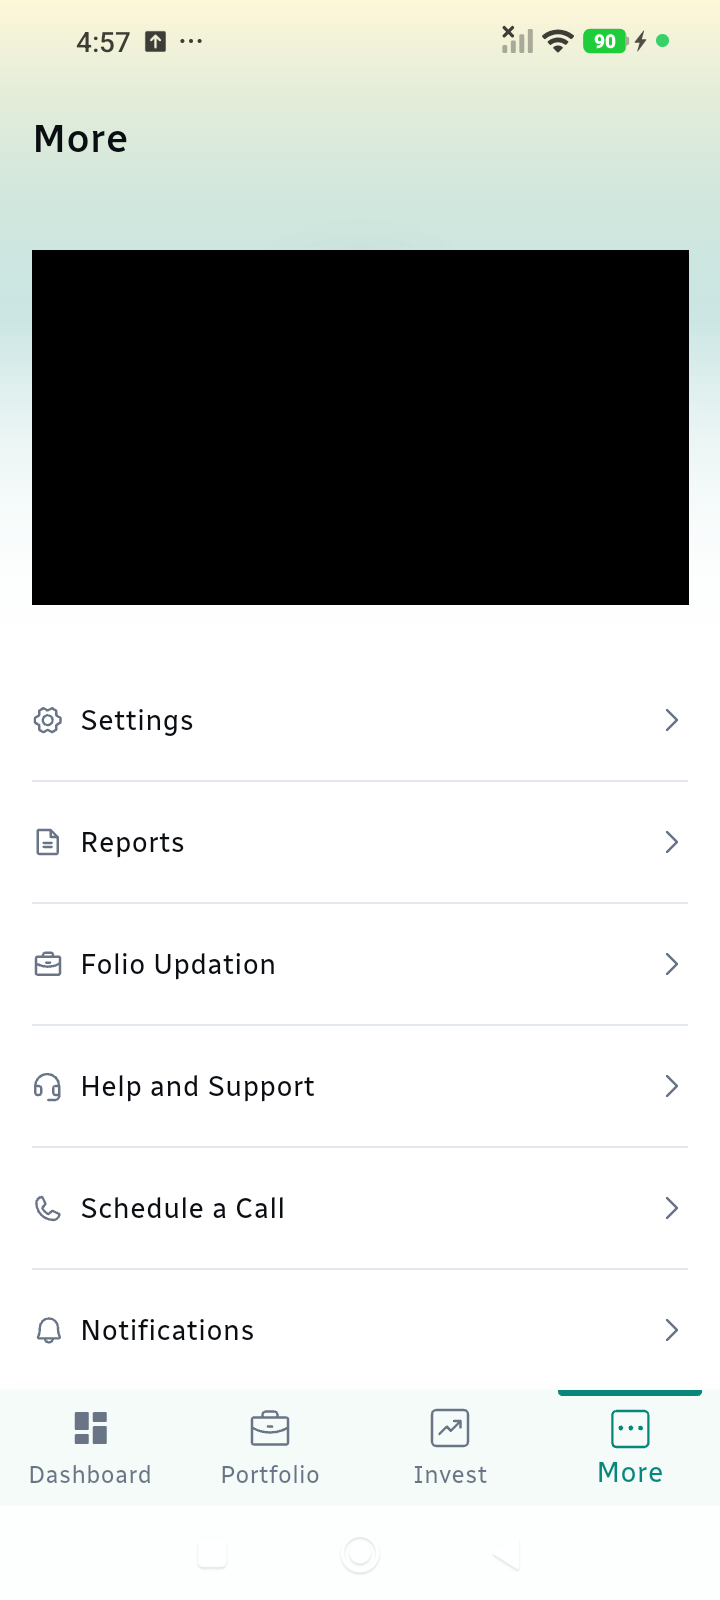 4:57
90
More
Settings
Reports
Folio Updation
Help and Support
Schedule a Call
Notifications
Dashboard Portfolio Invest More